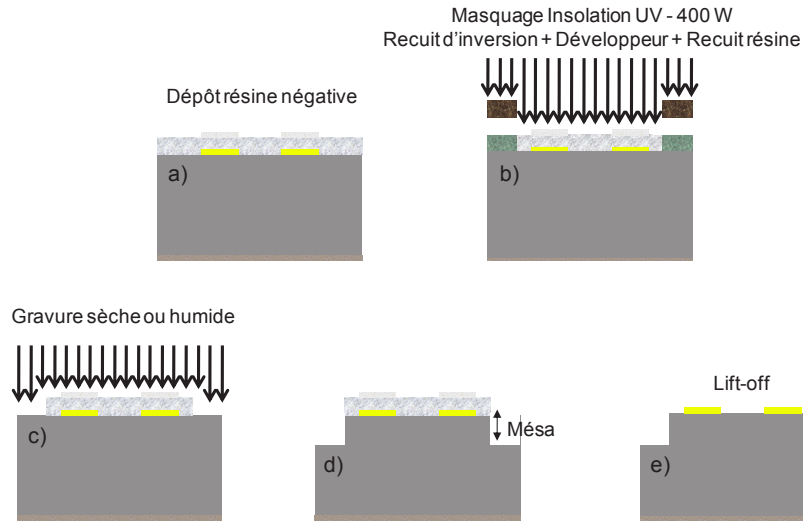 Masquage Insolation UV - 400 W
Recuit d'inversion + Développeur + Recuit résine
Dépôt résine négative
a)
b)
Gravure sèche ou humide
Lift-off
c)
d)
Mésa
e)